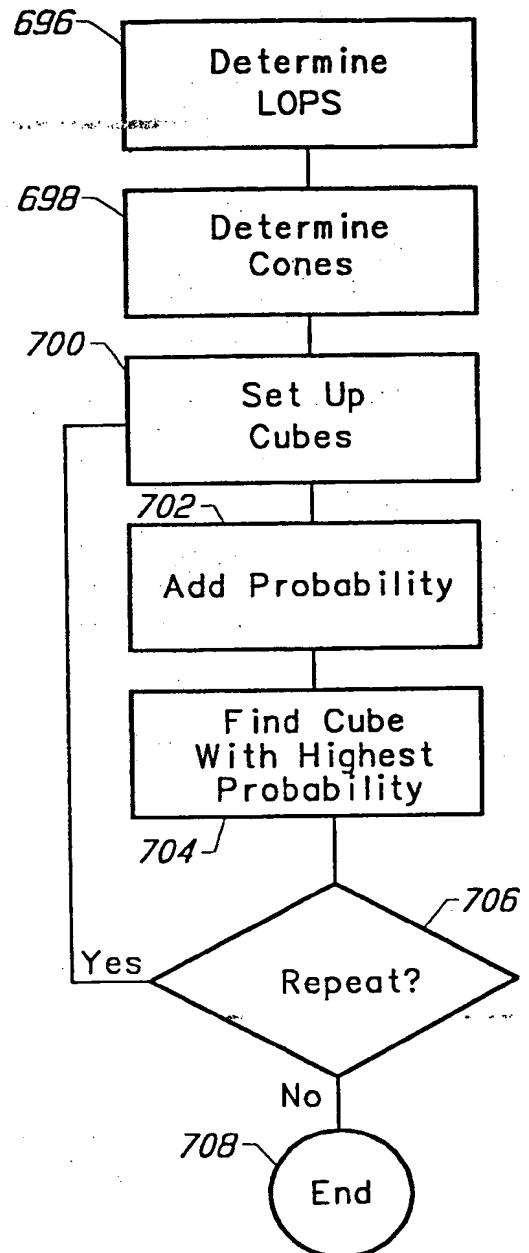 696
Determine
LOPS
698
Determine
Cones
700
Set Up
Cubes
702
Add Probability
Find Cube
With Highest
Probability
704
706
Repeat?
Yes
No
708
End